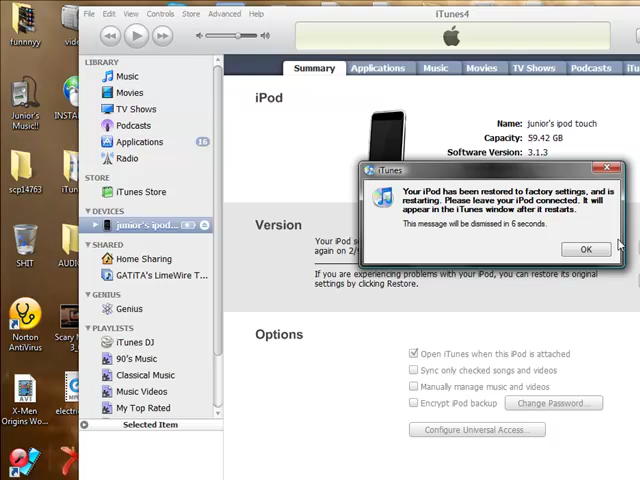 File Edit View Controls Store Advanced Help
iTunes4
funnnyy
Junior's
Music!!
scp14763
SHIT
Norton
AntiVirus
Scary M
X-Men
Origins Wo...
LIBRARY
Music
Movies
TV Shows
Podcasts
Applications 16
Radio
STORE
iTunes Store
DEVICES
junior's ipod...
SHARED
Home Sharing
GATiTA's LimeWire T...
GENIUS
Genius
PLAYLISTS
iTunes DJ
90's Music
Classical Music
Music Videos
My Top Rated
Selected Item
Summary Applications Music Movies TV Shows Podcasts iTu
iPod
Name: junior's ipod touch
Capacity: 59.42 GB
Software Version: 3.1.3
iTunes
Your iPod has been restored to factory settings, and is
restarting. Please leave your iPod connected. It will
appear in the iTunes window after it restarts.
This message will be dismissed in 6 seconds.
OK
Version
Your iP
again on 2/
If you are experiencing problems with your iPod, you can restore its original
settings by clicking Restore.
Options
Open iTunes when this iPod is attached
Sync only checked songs and videos
Manually manage music and videos
Encrypt iPod backup Change Password...
Configure Universal Access...